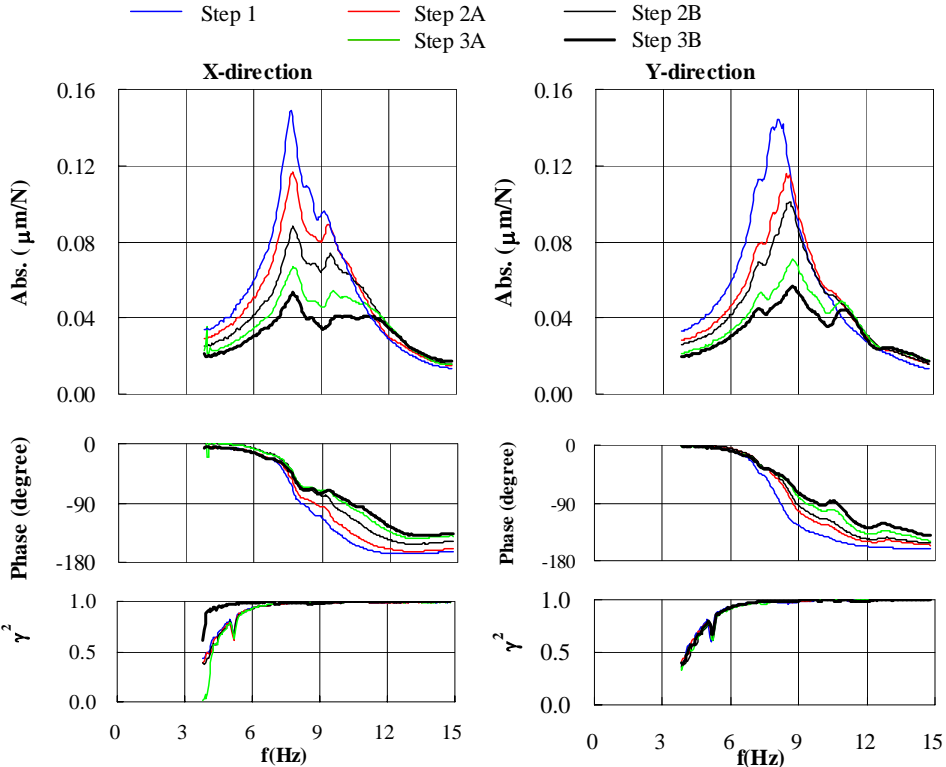 Step 1 Step 2A Step 2B
Step 3A Step 3B
X-direction Y-direction
Abs. (μm/N) 0.16 0.12 0.08 0.04 0.00
Abs. (μm/N) 0.16 0.12 0.08 0.04 0.00
Phase (degree) 0 -90 -180
Phase (degree) 0 -90 -180
γ² 1.0 0.5 0.0
γ² 1.0 0.5 0.0
0 3 6 9 12 15
f(Hz)
0 3 6 9 12 15
f(Hz)